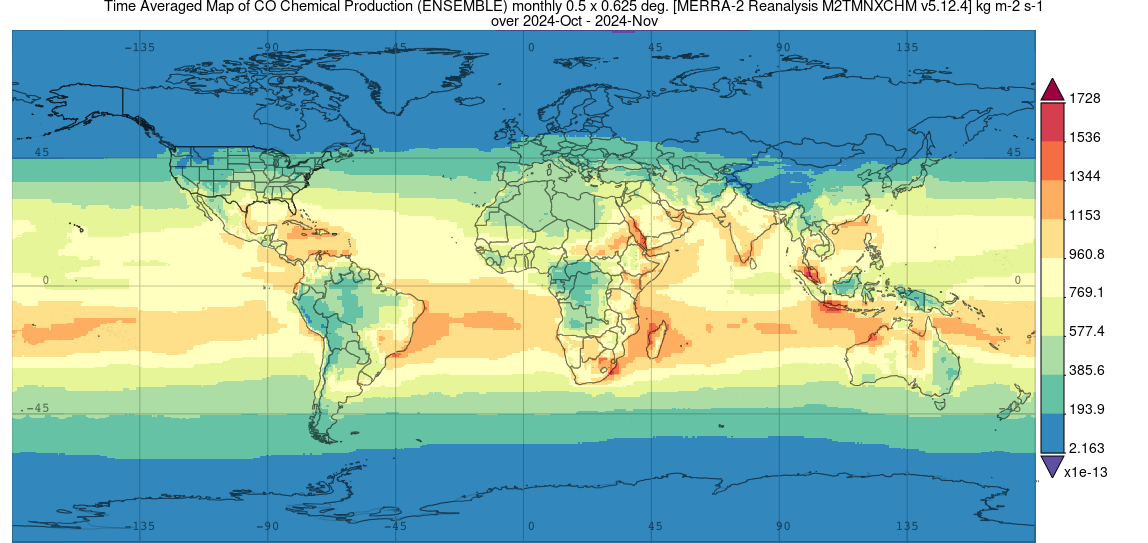 Time Averaged Map of CO Chemical Production (ENSEMBLE) monthly 0.5 x 0.625 deg. [MERRA-2 Reanalysis M2TMNXCHM v5.12.4] kg m-2 s-1
over 2024-Oct - 2024-Nov
-135 -90 -45 0 45 90 135
45 45
0 0
-45 -45
-135 -90 -45 0 45 90 135
1728
1536
1344
1153
960.8
769.1
577.4
385.6
193.9
2.163
x1e-13